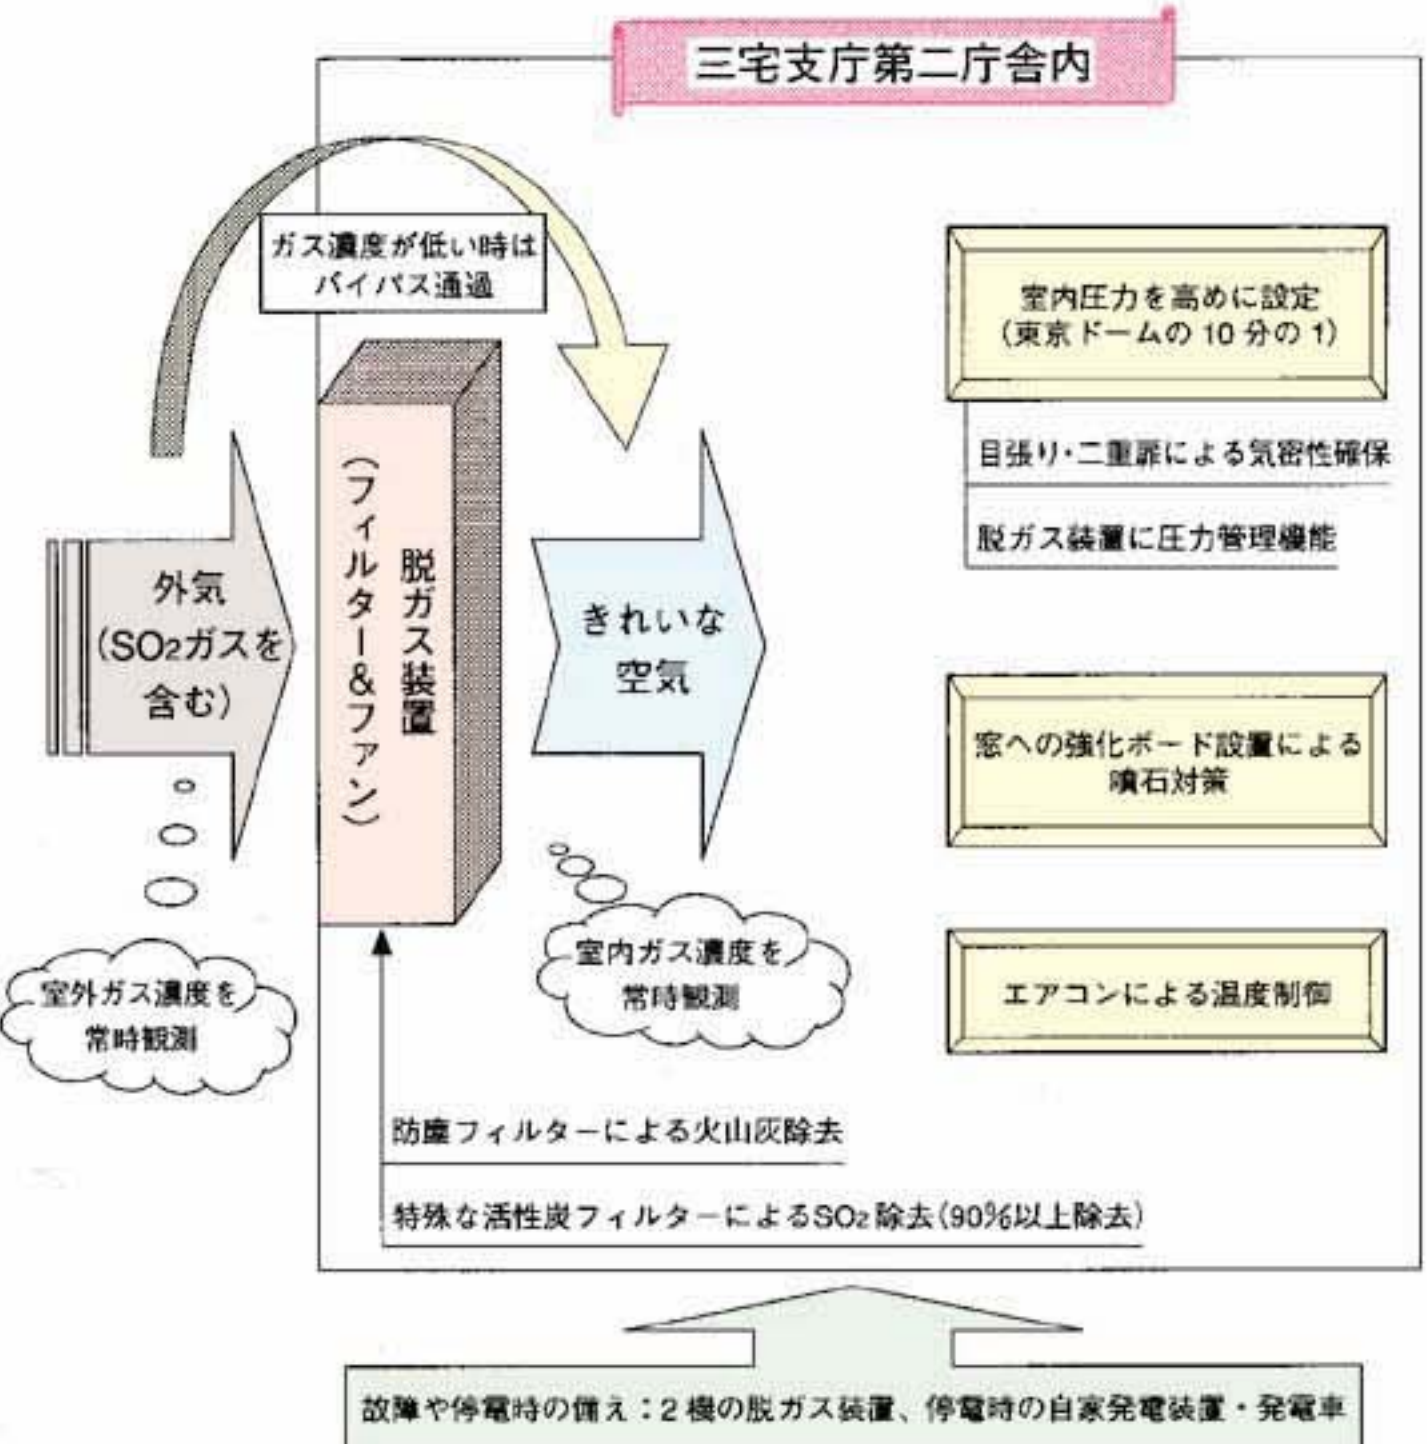 三宅支庁第二庁舎内
ガス濃度が低い時は
バイパス通過
室内圧力を高めに設定
(東京ドームの10分の1)
目張り・二重扉による気密性確保
脱ガス装置に圧力管理機能
外気
(SO2ガスを
含む)
脱ガス装置
(フィルター&ファン)
きれいな
空気
窓への強化ボード設置による
噴石対策
室外ガス濃度を
常時観測
室内ガス濃度を
常時観測
エアコンによる温度制御
防塵フィルターによる火山灰除去
特殊な活性炭フィルターによるSO2除去(90%以上除去)
故障や停電時の備え：2機の脱ガス装置、停電時の自家発電装置・発電車